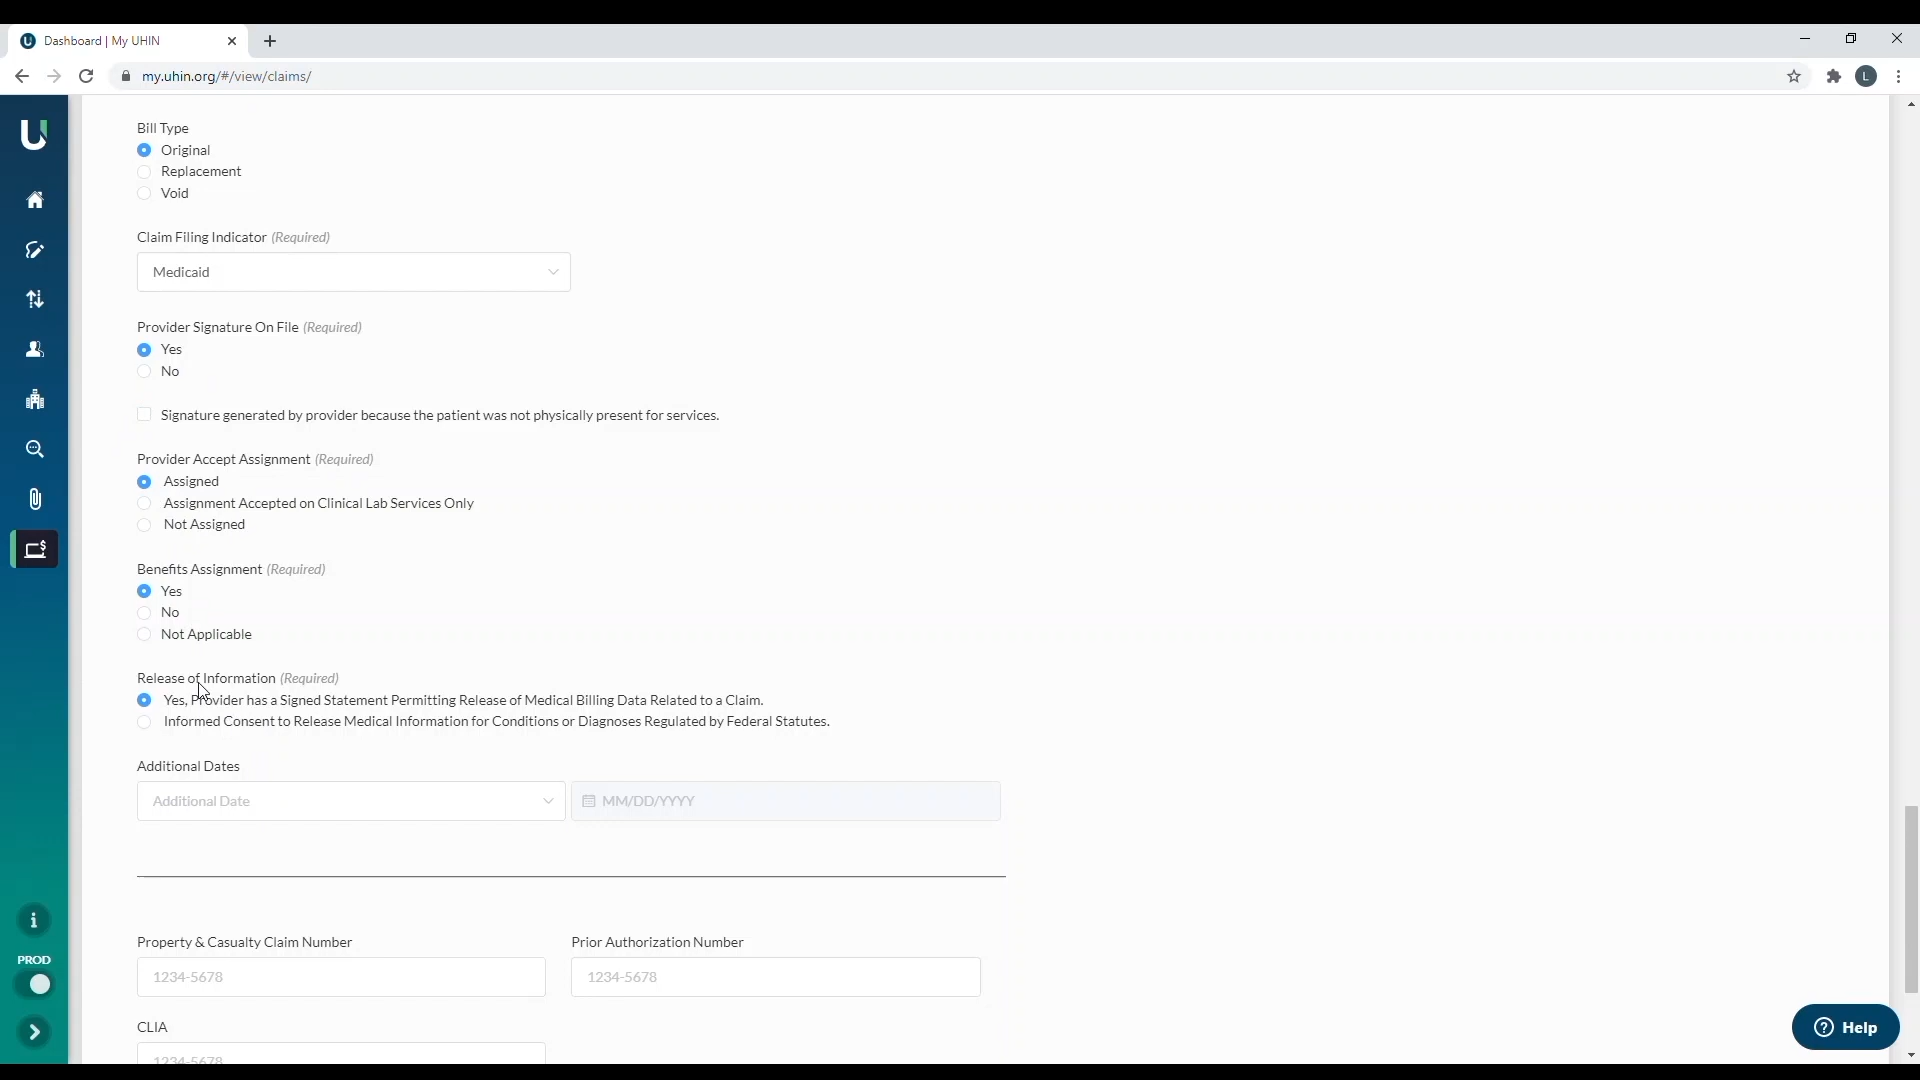 Dashboard | My UHIN
my.uhin.org/#/view/claims/
L
U
Bill Type
Original
Replacement
Void
Claim Filing Indicator (Required)
Medicaid
Provider Signature On File (Required)
Yes
No
Signature generated by provider because the patient was not physically present for services.
Provider Accept Assignment (Required)
Assigned
Assignment Accepted on Clinical Lab Services Only
Not Assigned
Benefits Assignment (Required)
Yes
No
Not Applicable
Release of Information (Required)
Yes, Provider has a Signed Statement Permitting Release of Medical Billing Data Related to a Claim.
Informed Consent to Release Medical Information for Conditions or Diagnoses Regulated by Federal Statutes.
Additional Dates
Additional Date MM/DD/YYYY
Property & Casualty Claim Number Prior Authorization Number
1234-5678 1234-5678
CLIA
1234-5678
PROD
Help